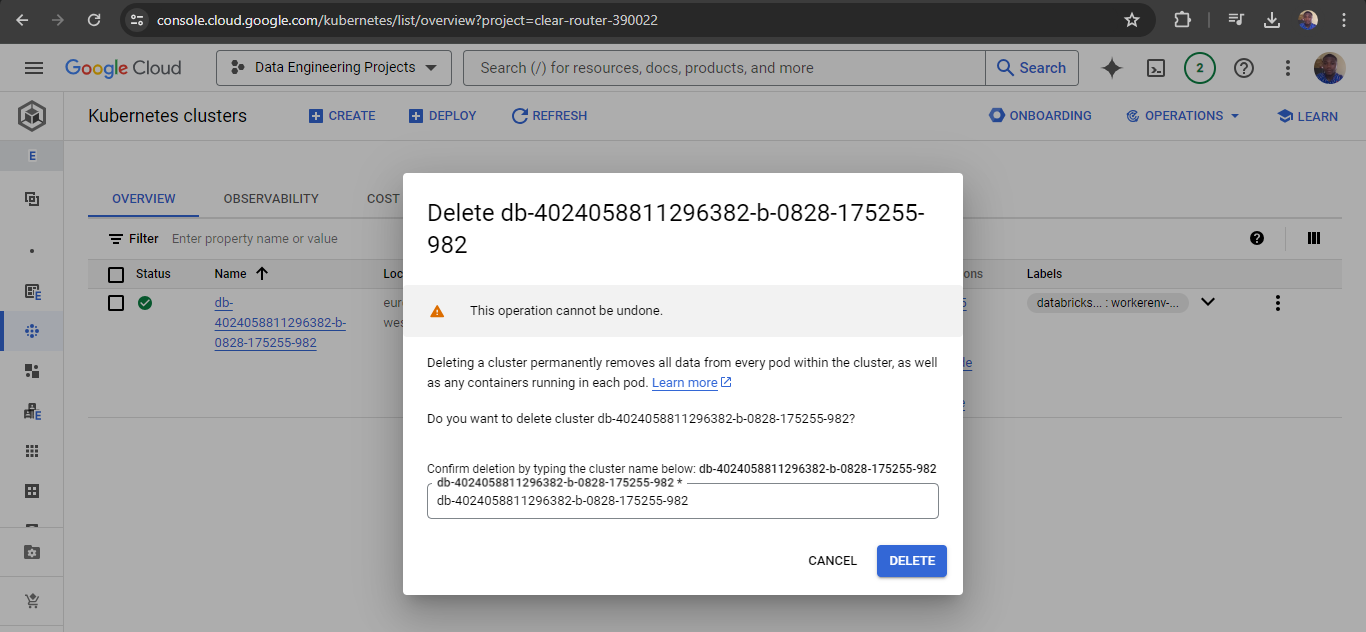 console.cloud.google.com/kubernetes/list/overview?project=clear-router-390022
Google Cloud
Data Engineering Projects
Search (/) for resources, docs, products, and more
Search
2
Kubernetes clusters
CREATE
DEPLOY
REFRESH
ONBOARDING
OPERATIONS
LEARN
E
OVERVIEW
OBSERVABILITY
COST
Filter
Enter property name or value
Status
Name
Labels
db-
4024058811296382-b-
0828-175255-982
databricks... : workerenv-...
Delete db-4024058811296382-b-0828-175255-
982
This operation cannot be undone.
Deleting a cluster permanently removes all data from every pod within the cluster, as well
as any containers running in each pod. Learn more
Do you want to delete cluster db-4024058811296382-b-0828-175255-982?
Confirm deletion by typing the cluster name below: db-4024058811296382-b-0828-175255-982
db-4024058811296382-b-0828-175255-982 *
db-4024058811296382-b-0828-175255-982
CANCEL
DELETE